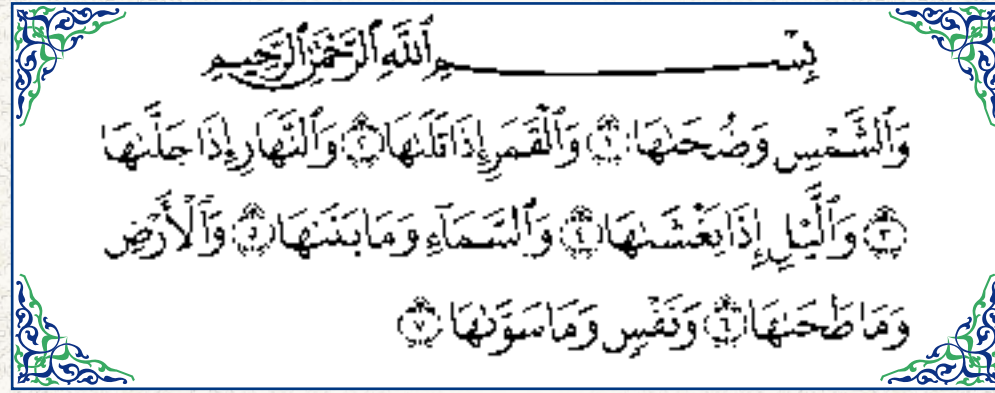 بِسْمِ ٱللَّهِ ٱلرَّحْمَٰنِ ٱلرَّحِيمِ
وَٱلشَّمْسِ وَضُحَىٰهَا ١ وَٱلْقَمَرِ إِذَا تَلَىٰهَا ٢ وَٱلنَّهَارِ إِذَا جَلَّىٰهَا
٣ وَٱلَّيْلِ إِذَا يَغْشَىٰهَا ٤ وَٱلسَّمَآءِ وَمَا بَنَىٰهَا ٥ وَٱلْأَرْضِ
وَمَا طَحَىٰهَا ٦ وَنَفْسٍ وَمَا سَوَّىٰهَا ٧